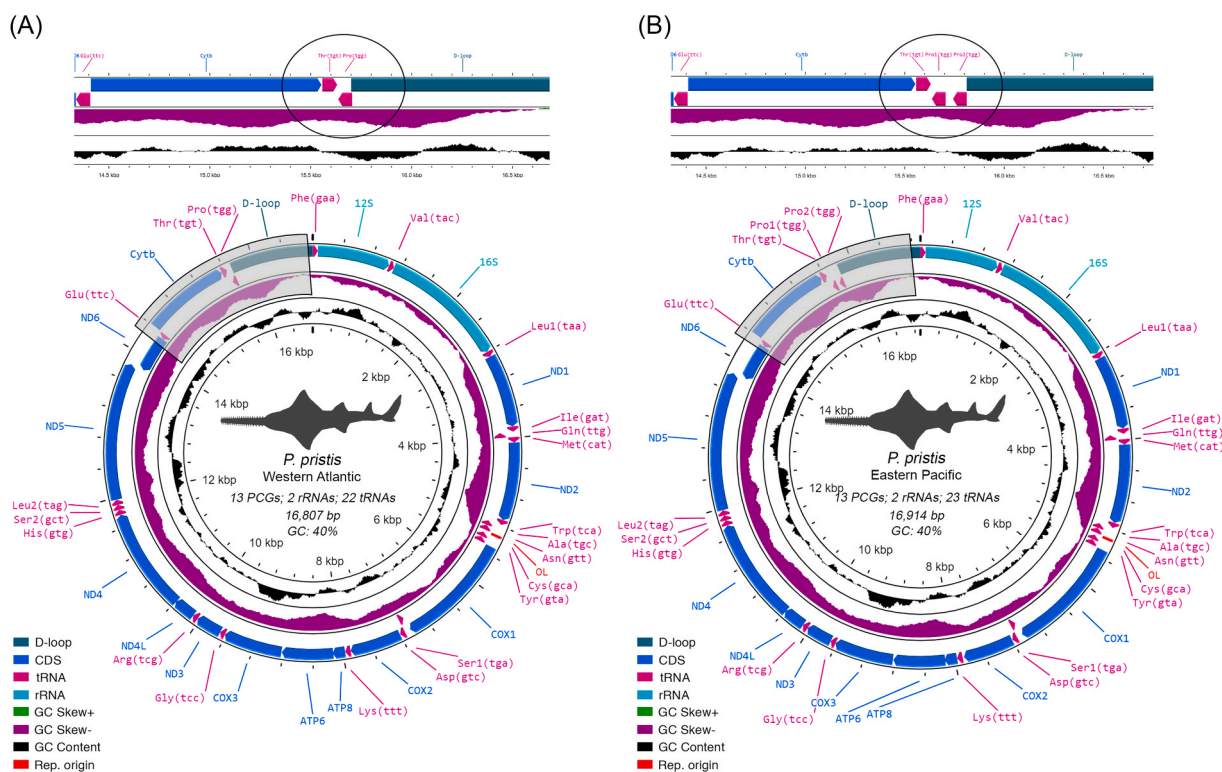 (A)
J6 Glu(ttc)
Cytb
Thr(tgt) Pro(tgg)
D-loop
14.5 kbp
15.0 kbp
15.5 kbp
16.0 kbp
16.5 kbp
Phe(gaa)
12S
Val(tac)
16S
Leu1(taa)
ND1
Ile(gat)
Gln(ttg)
Met(cat)
ND2
Trp(tca)
Ala(tgc)
Asn(gtt)
OL
Cys(gca)
Tyr(gta)
COX1
Ser1(tga)
Asp(gtc)
COX2
Lys(ttt)
ATP8
ATP6
COX3
Gly(tcc)
ND3
Arg(tcg)
ND4L
ND4
His(gtg)
Ser2(gct)
Leu2(tag)
ND5
ND6
Glu(ttc)
Cytb
Thr(tgt)
Pro(tgg)
D-loop
16 kbp
2 kbp
4 kbp
6 kbp
8 kbp
10 kbp
12 kbp
14 kbp
P. pristis
Western Atlantic
13 PCGs; 2 rRNAs; 22 tRNAs
16,807 bp
GC: 40%
D-loop
CDS
tRNA
rRNA
GC Skew+
GC Skew-
GC Content
Rep. origin
(B)
D6 Glu(ttc)
Cytb
Thr(tgt) Pro1(tgg) Pro2(tgg)
D-loop
14.5 kbp
15.0 kbp
15.5 kbp
16.0 kbp
16.5 kbp
Phe(gaa)
12S
Val(tac)
16S
Leu1(taa)
ND1
Ile(gat)
Gln(ttg)
Met(cat)
ND2
Trp(tca)
Ala(tgc)
Asn(gtt)
OL
Cys(gca)
Tyr(gta)
COX1
Ser1(tga)
Asp(gtc)
COX2
Lys(ttt)
ATP8
ATP6
COX3
Gly(tcc)
ND3
Arg(tcg)
ND4L
ND4
His(gtg)
Ser2(gct)
Leu2(tag)
ND5
ND6
Glu(ttc)
Cytb
Thr(tgt)
Pro1(tgg)
Pro2(tgg)
D-loop
16 kbp
2 kbp
4 kbp
6 kbp
8 kbp
10 kbp
12 kbp
14 kbp
P. pristis
Eastern Pacific
13 PCGs; 2 rRNAs; 23 tRNAs
16,914 bp
GC: 40%
D-loop
CDS
tRNA
rRNA
GC Skew+
GC Skew-
GC Content
Rep. origin